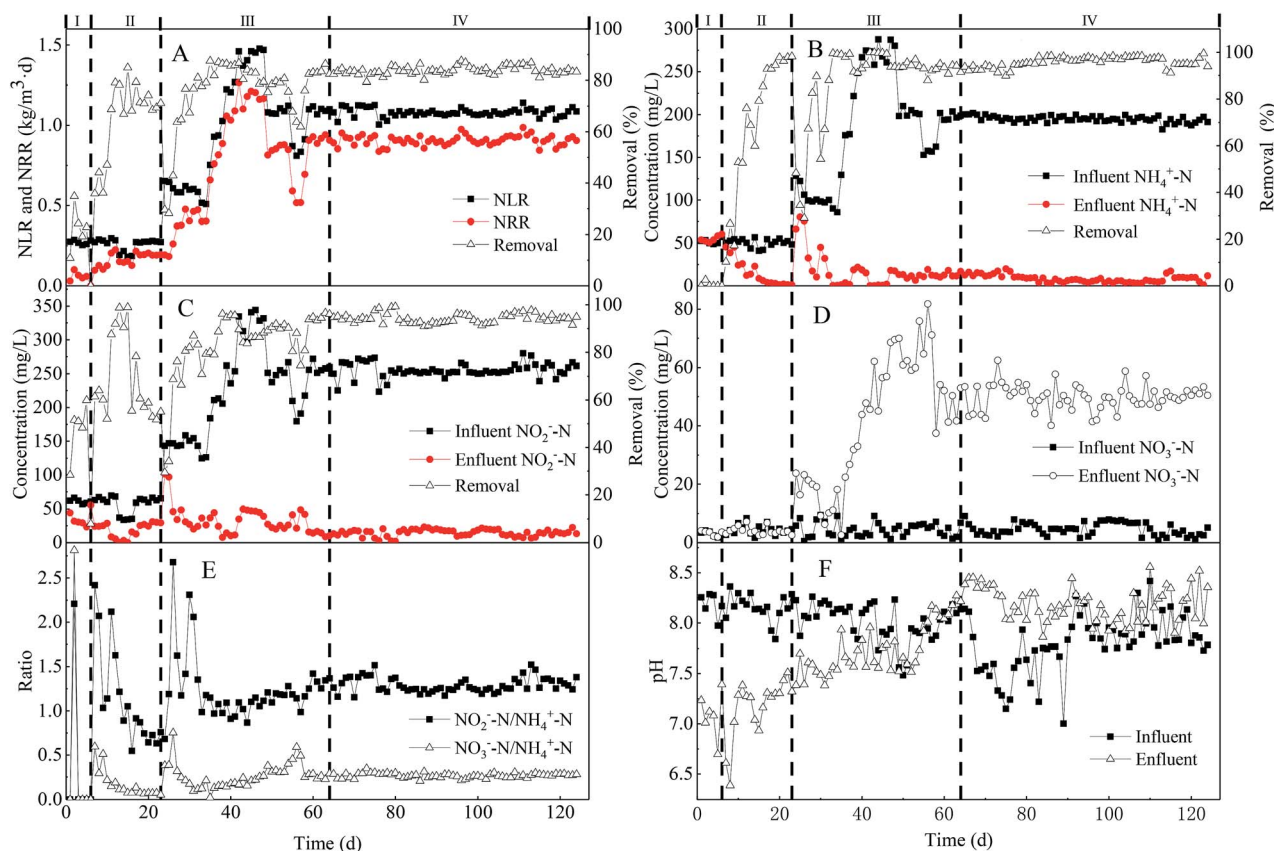 I II III IV
I II III IV
A
NLR and NRR (kg/m³·d)
1.5
1.0
0.5
0.0
100
80
60
40
20
0
Removal (%)
NLR
NRR
Removal
B
Concentration (mg/L)
300
250
200
150
100
50
0
100
80
60
40
20
0
Removal (%)
Influent NH₄⁺-N
Enfluent NH₄⁺-N
Removal
C
Concentration (mg/L)
350
300
250
200
150
100
50
0
100
80
60
40
20
0
Removal (%)
Influent NO₂⁻-N
Enfluent NO₂⁻-N
Removal
D
Concentration (mg/L)
80
60
40
20
0
Influent NO₃⁻-N
Enfluent NO₃⁻-N
E
Ratio
2.5
2.0
1.5
1.0
0.5
0.0
NO₂⁻-N/NH₄⁺-N
NO₃⁻-N/NH₄⁺-N
0 20 40 60 80 100 120
Time (d)
F
pH
8.5
8.0
7.5
7.0
6.5
Influent
Enfluent
0 20 40 60 80 100 120
Time (d)